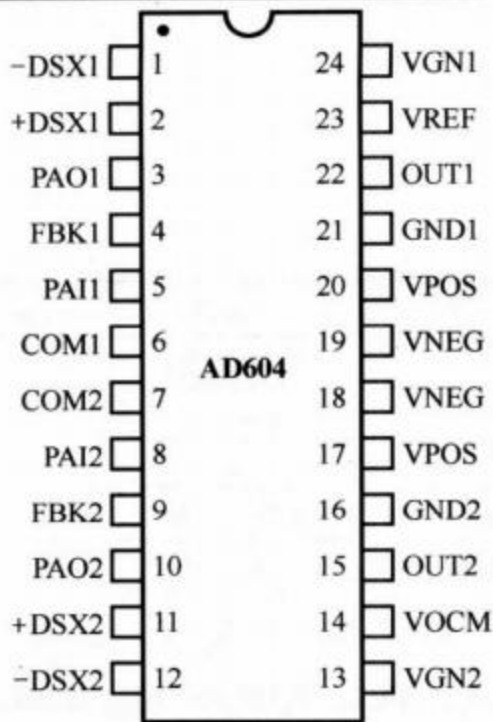 −DSX1 1 24 VGN1
+DSX1 2 23 VREF
PAO1 3 22 OUT1
FBK1 4 21 GND1
PAI1 5 20 VPOS
COM1 6 19 VNEG
AD604
COM2 7 18 VNEG
PAI2 8 17 VPOS
FBK2 9 16 GND2
PAO2 10 15 OUT2
+DSX2 11 14 VOCM
−DSX2 12 13 VGN2